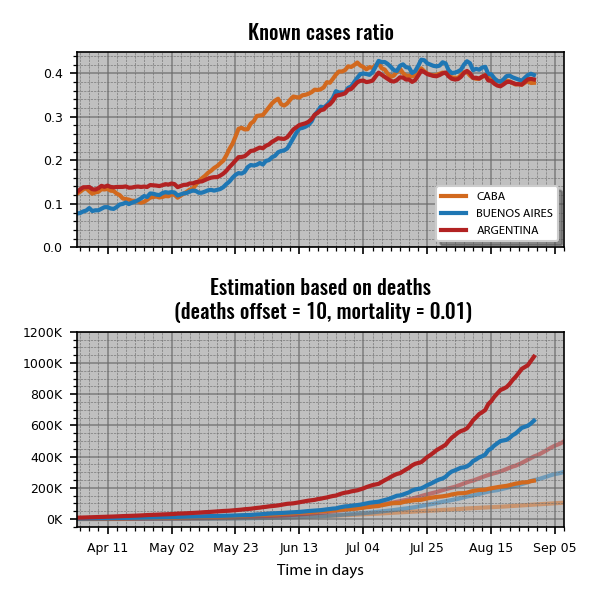 Known cases ratio
0.4
0.3
0.2
0.1
0.0
CABA
BUENOS AIRES
ARGENTINA
Estimation based on deaths
(deaths offset = 10, mortality = 0.01)
1200K
1000K
800K
600K
400K
200K
0K
Apr 11 May 02 May 23 Jun 13 Jul 04 Jul 25 Aug 15 Sep 05
Time in days